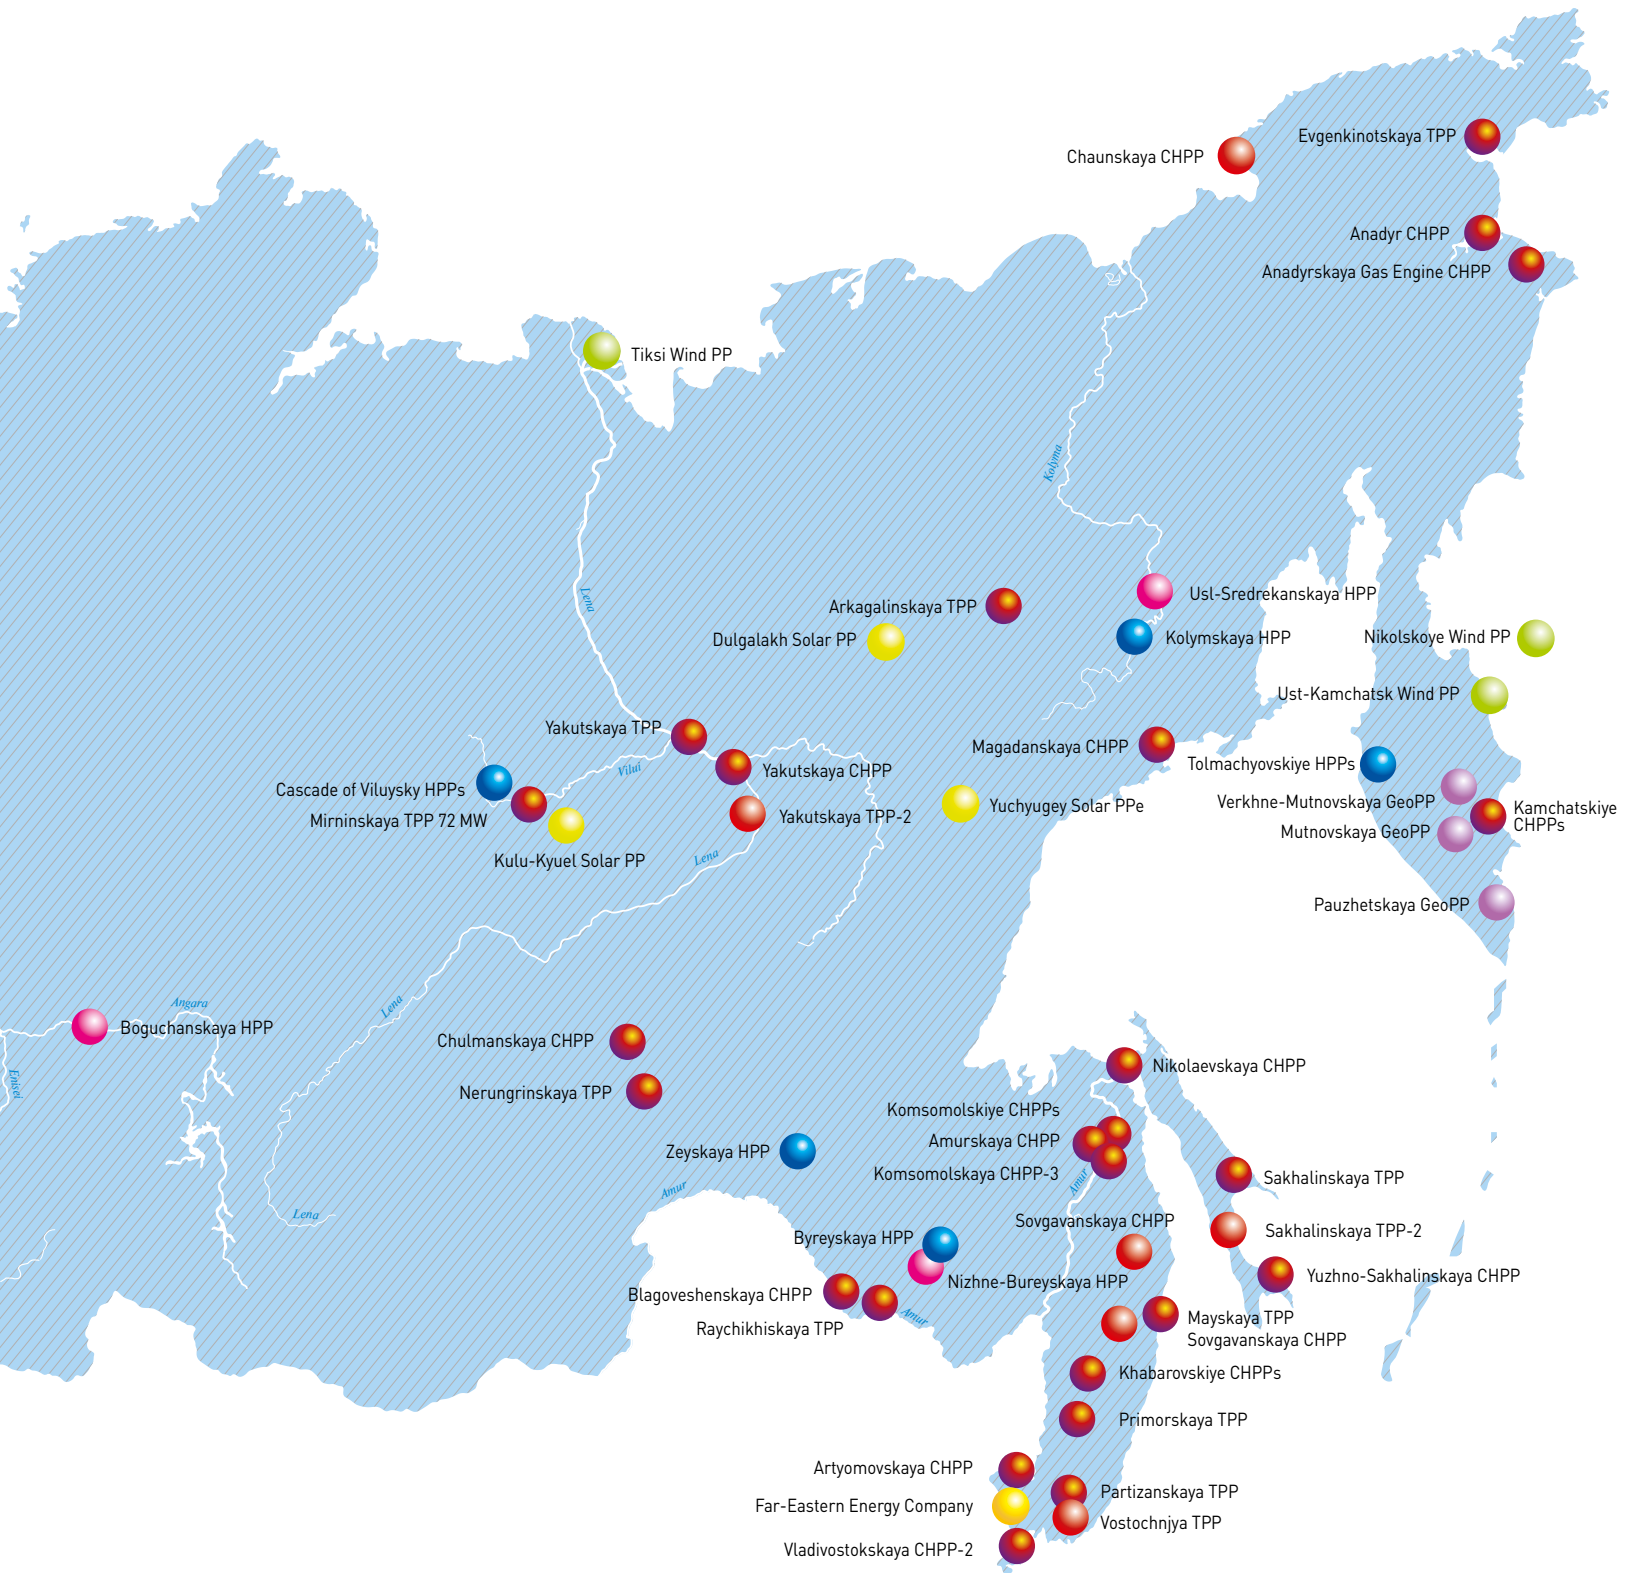 Evgenkinotskaya TPP
Chaunskaya CHPP
Anadyr CHPP
Anadyrskaya Gas Engine CHPP
Tiksi Wind PP
Kolyma
Lena
Usl-Sredrekanskaya HPP
Arkagalinskaya TPP
Dulgalakh Solar PP
Kolymskaya HPP
Nikolskoye Wind PP
Ust-Kamchatsk Wind PP
Yakutskaya TPP
Magadanskaya CHPP
Tolmachyovskiye HPPs
Vilui
Yakutskaya CHPP
Cascade of Viluysky HPPs
Verkhne-Mutnovskaya GeoPP
Yuchyugey Solar PPe
Kamchatskiye
CHPPs
Mirninskaya TPP 72 MW
Yakutskaya TPP-2
Mutnovskaya GeoPP
Kulu-Kyuel Solar PP
Lena
Pauzhetskaya GeoPP
Angara
Lena
Boguchanskaya HPP
Chulmanskaya CHPP
Nikolaevskaya CHPP
Enisei
Nerungrinskaya TPP
Komsomolskiye CHPPs
Amurskaya CHPP
Zeyskaya HPP
Komsomolskaya CHPP-3
Amur
Sakhalinskaya TPP
Amur
Lena
Sovgavanskaya CHPP
Sakhalinskaya TPP-2
Byreyskaya HPP
Nizhne-Bureyskaya HPP
Yuzhno-Sakhalinskaya CHPP
Blagoveshenskaya CHPP
Amur
Mayskaya TPP
Raychikhiskaya TPP
Sovgavanskaya CHPP
Khabarovskiye CHPPs
Primorskaya TPP
Artyomovskaya CHPP
Partizanskaya TPP
Far-Eastern Energy Company
Vostochnjya TPP
Vladivostokskaya CHPP-2